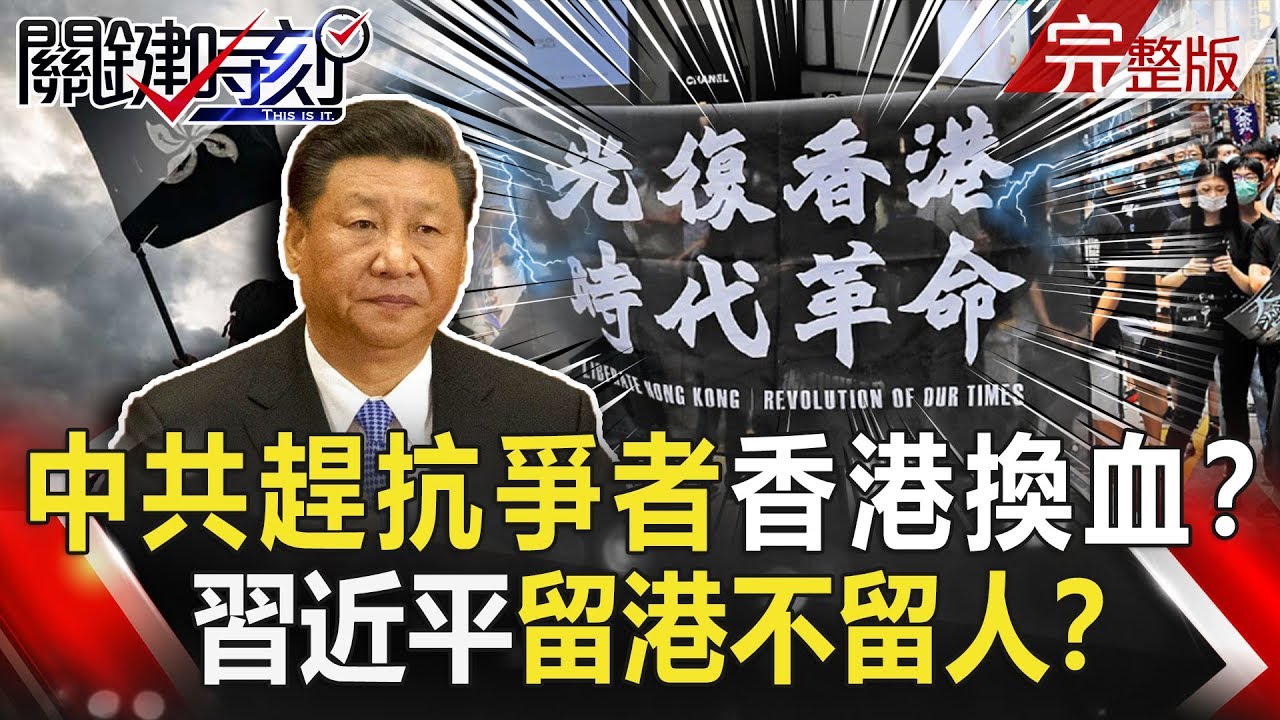 關鍵時刻
THIS IS IT.
完整版
CHANEL
光復香港
時代革命
LIBERATE HONG KONG | REVOLUTION OF OUR TIMES
中共趕抗爭者香港換血?
習近平留港不留人?